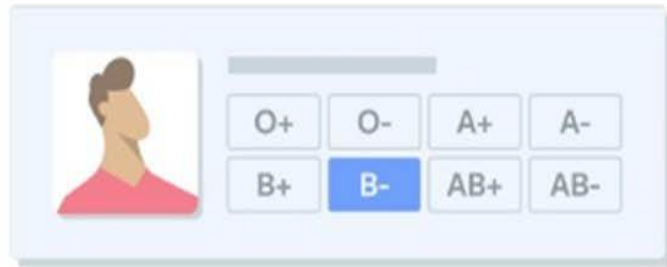 O+ O- A+ A-
B+ B- AB+ AB-